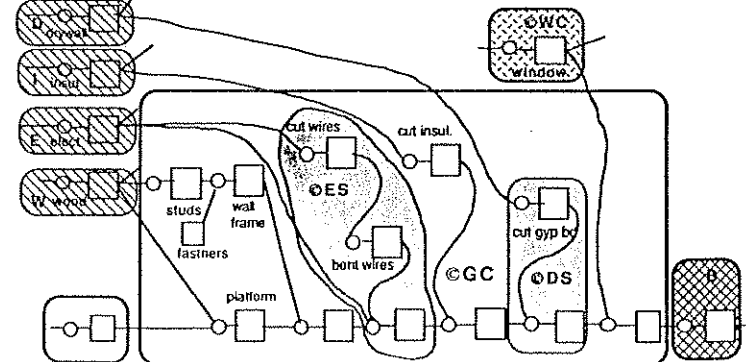 D drywall
I insul
E elect
W wood
©WC
window
cut wires
cut insul.
©ES
studs
wall
frame
fastners
bent wires
cut gyp bd
©GC
©DS
platform
B